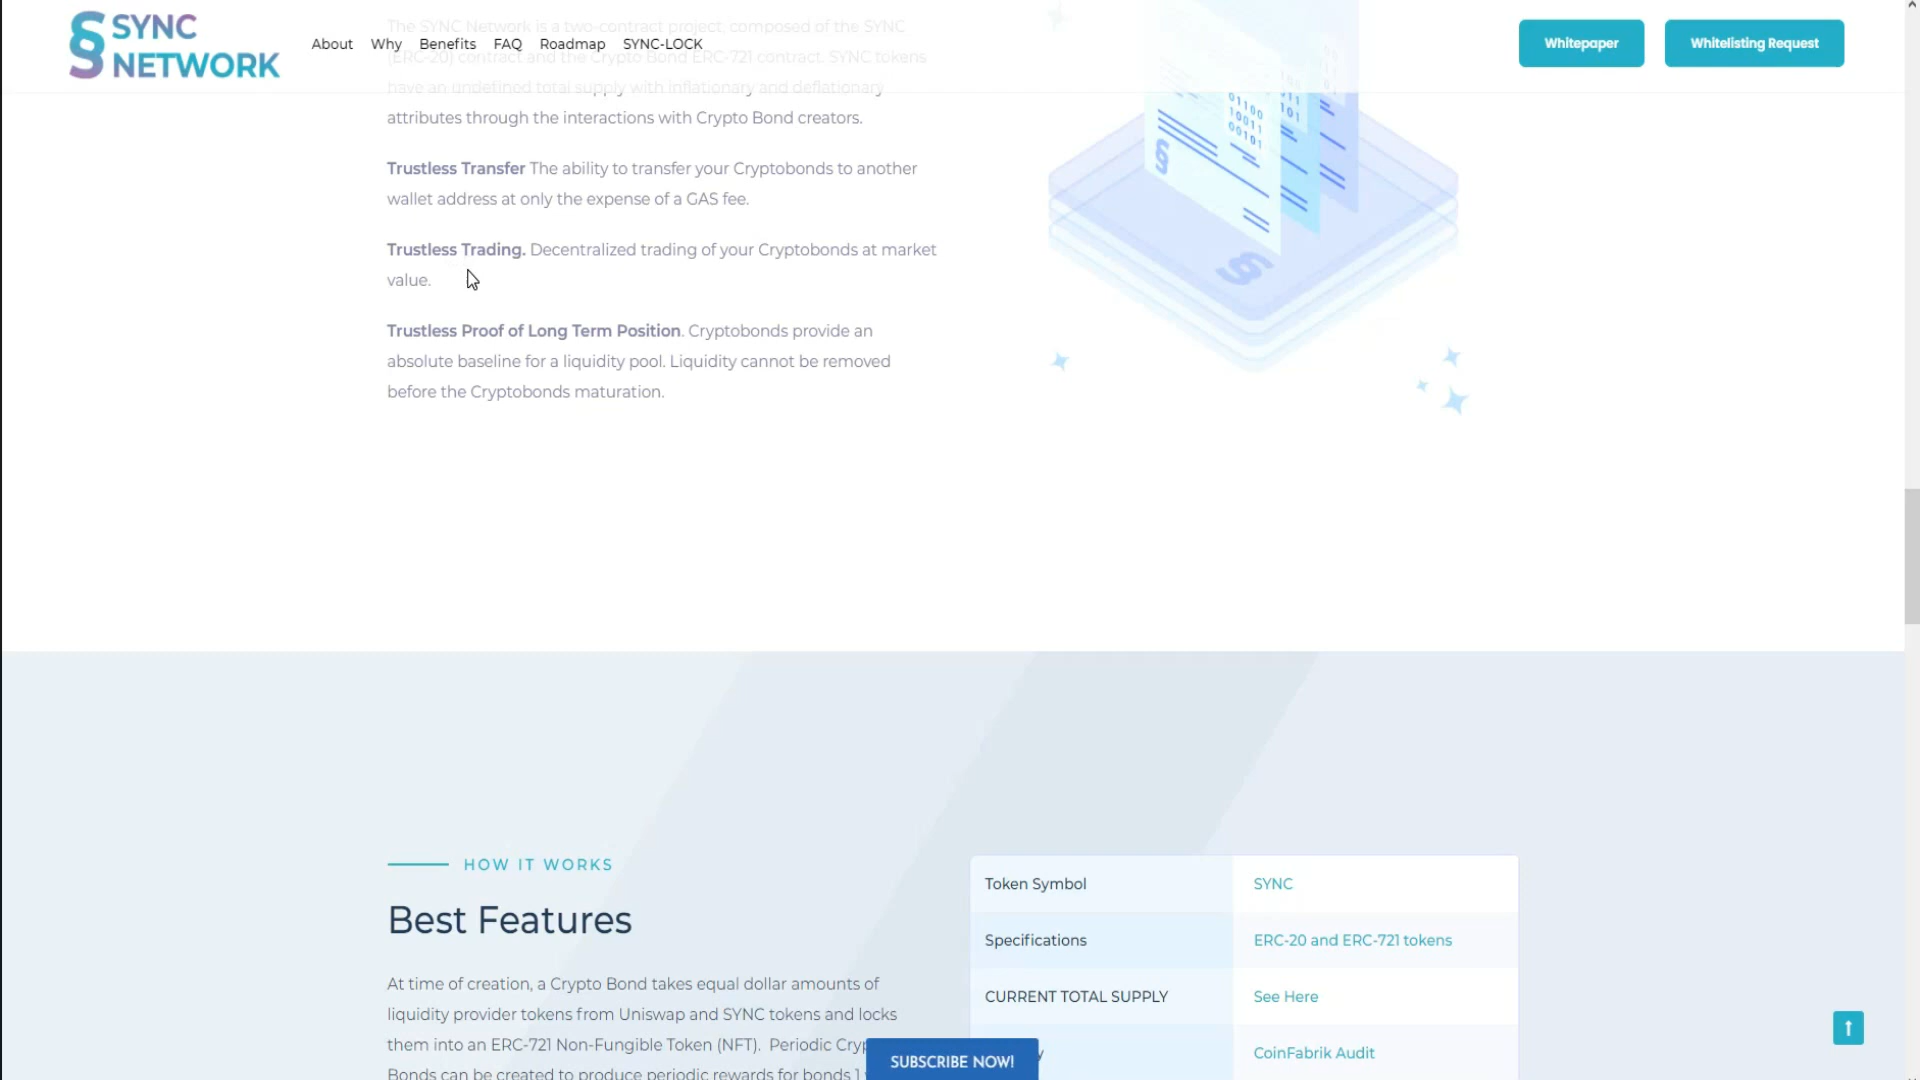 SYNC
NETWORK
About Why Benefits FAQ Roadmap SYNC-LOCK
Whitepaper
Whitelisting Request
The SYNC Network is a two-contract project, composed of the SYNC
(ERC-20) contract and the Crypto Bond ERC-721 contract. SYNC tokens
have an undefined total supply with inflationary and deflationary
attributes through the interactions with Crypto Bond creators.
Trustless Transfer The ability to transfer your Cryptobonds to another
wallet address at only the expense of a GAS fee.
Trustless Trading. Decentralized trading of your Cryptobonds at market
value.
Trustless Proof of Long Term Position. Cryptobonds provide an
absolute baseline for a liquidity pool. Liquidity cannot be removed
before the Cryptobonds maturation.
01100
10011
00101
HOW IT WORKS
Best Features
At time of creation, a Crypto Bond takes equal dollar amounts of
liquidity provider tokens from Uniswap and SYNC tokens and locks
them into an ERC-721 Non-Fungible Token (NFT). Periodic
Bonds can be created to produce periodic rewards for bonds 1
Token Symbol SYNC
Specifications ERC-20 and ERC-721 tokens
CURRENT TOTAL SUPPLY See Here
CoinFabrik Audit
SUBSCRIBE NOW!